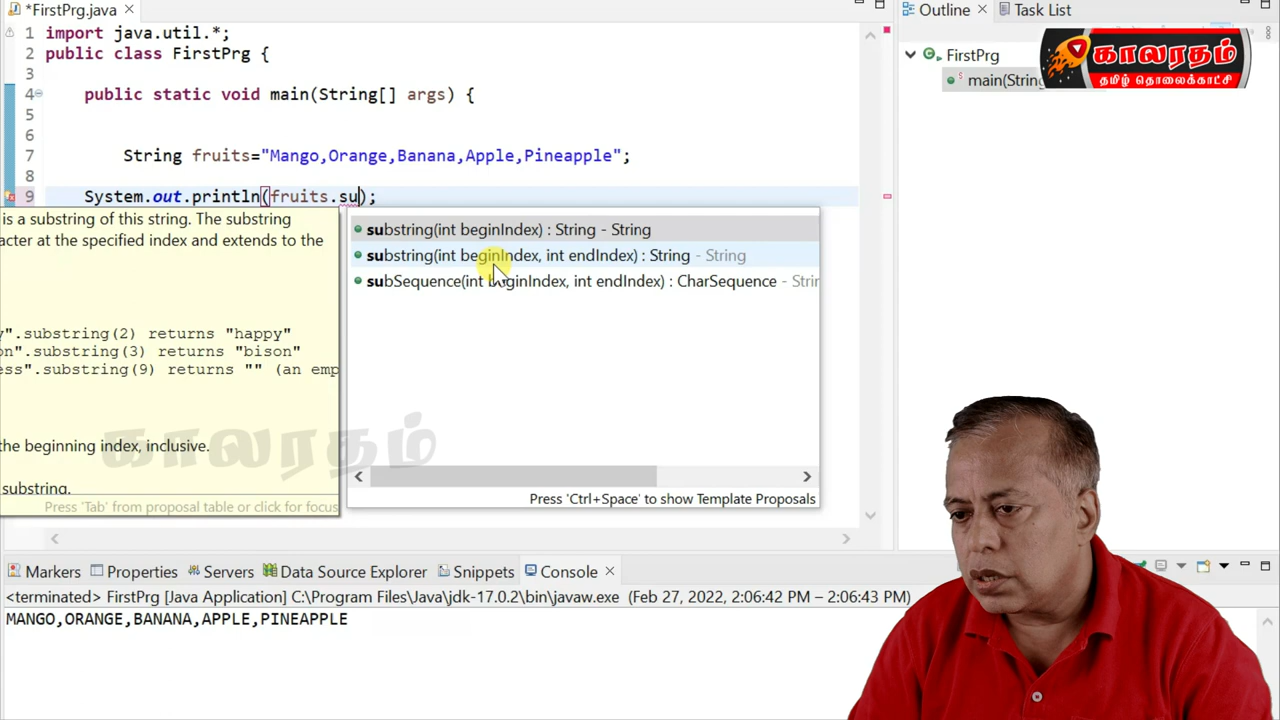 *FirstPrg.java
1 import java.util.*;
2 public class FirstPrg {
3
4 public static void main(String[] args) {
5
6
7 String fruits="Mango,Orange,Banana,Apple,Pineapple";
8
9 System.out.println(fruits.su);
is a substring of this string. The substring
at the specified index and extends to the
".substring(2) returns "happy"
".substring(3) returns "bison"
".substring(9) returns "" (an
the beginning index, inclusive.
substring.
Press 'Tab' from proposal table or click for focus
substring(int beginIndex) : String - String
substring(int beginIndex, int endIndex) : String - String
subSequence(int beginIndex, int endIndex) : CharSequence -
Press 'Ctrl+Space' to show Template Proposals
காலரதம்
Outline Task List
FirstPrg
main(
காலரதம்
தமிழ் தொலைக்காட்சி
Markers Properties Servers Data Source Explorer Snippets Console
<terminated> FirstPrg [Java Application] C:\Program Files\Java\jdk-17.0.2\bin\javaw.exe (Feb 27, 2022, 2:06:42 PM – 2:06:43 PM)
MANGO,ORANGE,BANANA,APPLE,PINEAPPLE